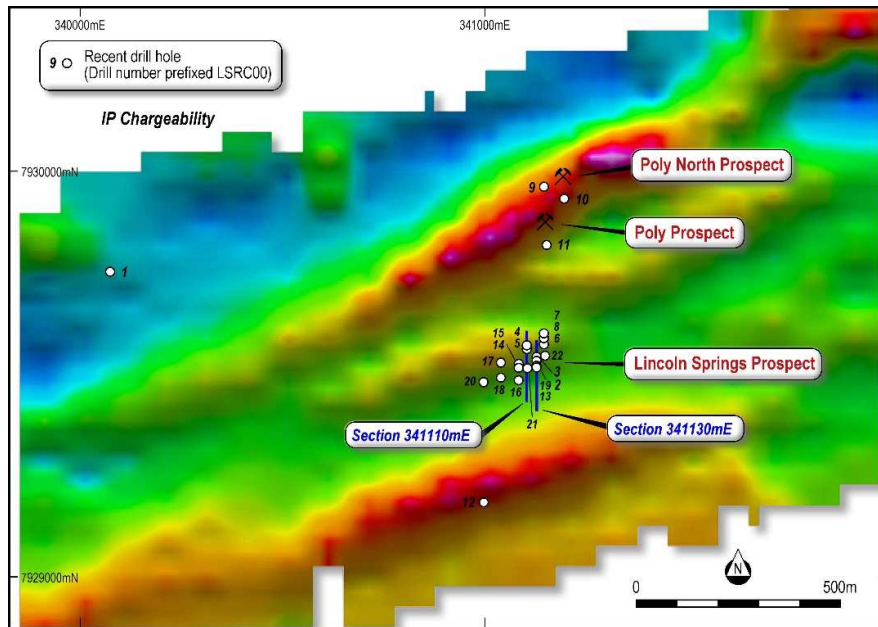 340000mE
341000mE
9 Recent drill hole
(Drill number prefixed LSRC00)
IP Chargeability
7930000mN
Poly North Prospect
9
10
Poly Prospect
11
1
7
8
15
4
6
14
5
22
17
Lincoln Springs Prospect
3
20
18
16
19
2
13
21
Section 341110mE
Section 341130mE
12
7929000mN
N
0
500m